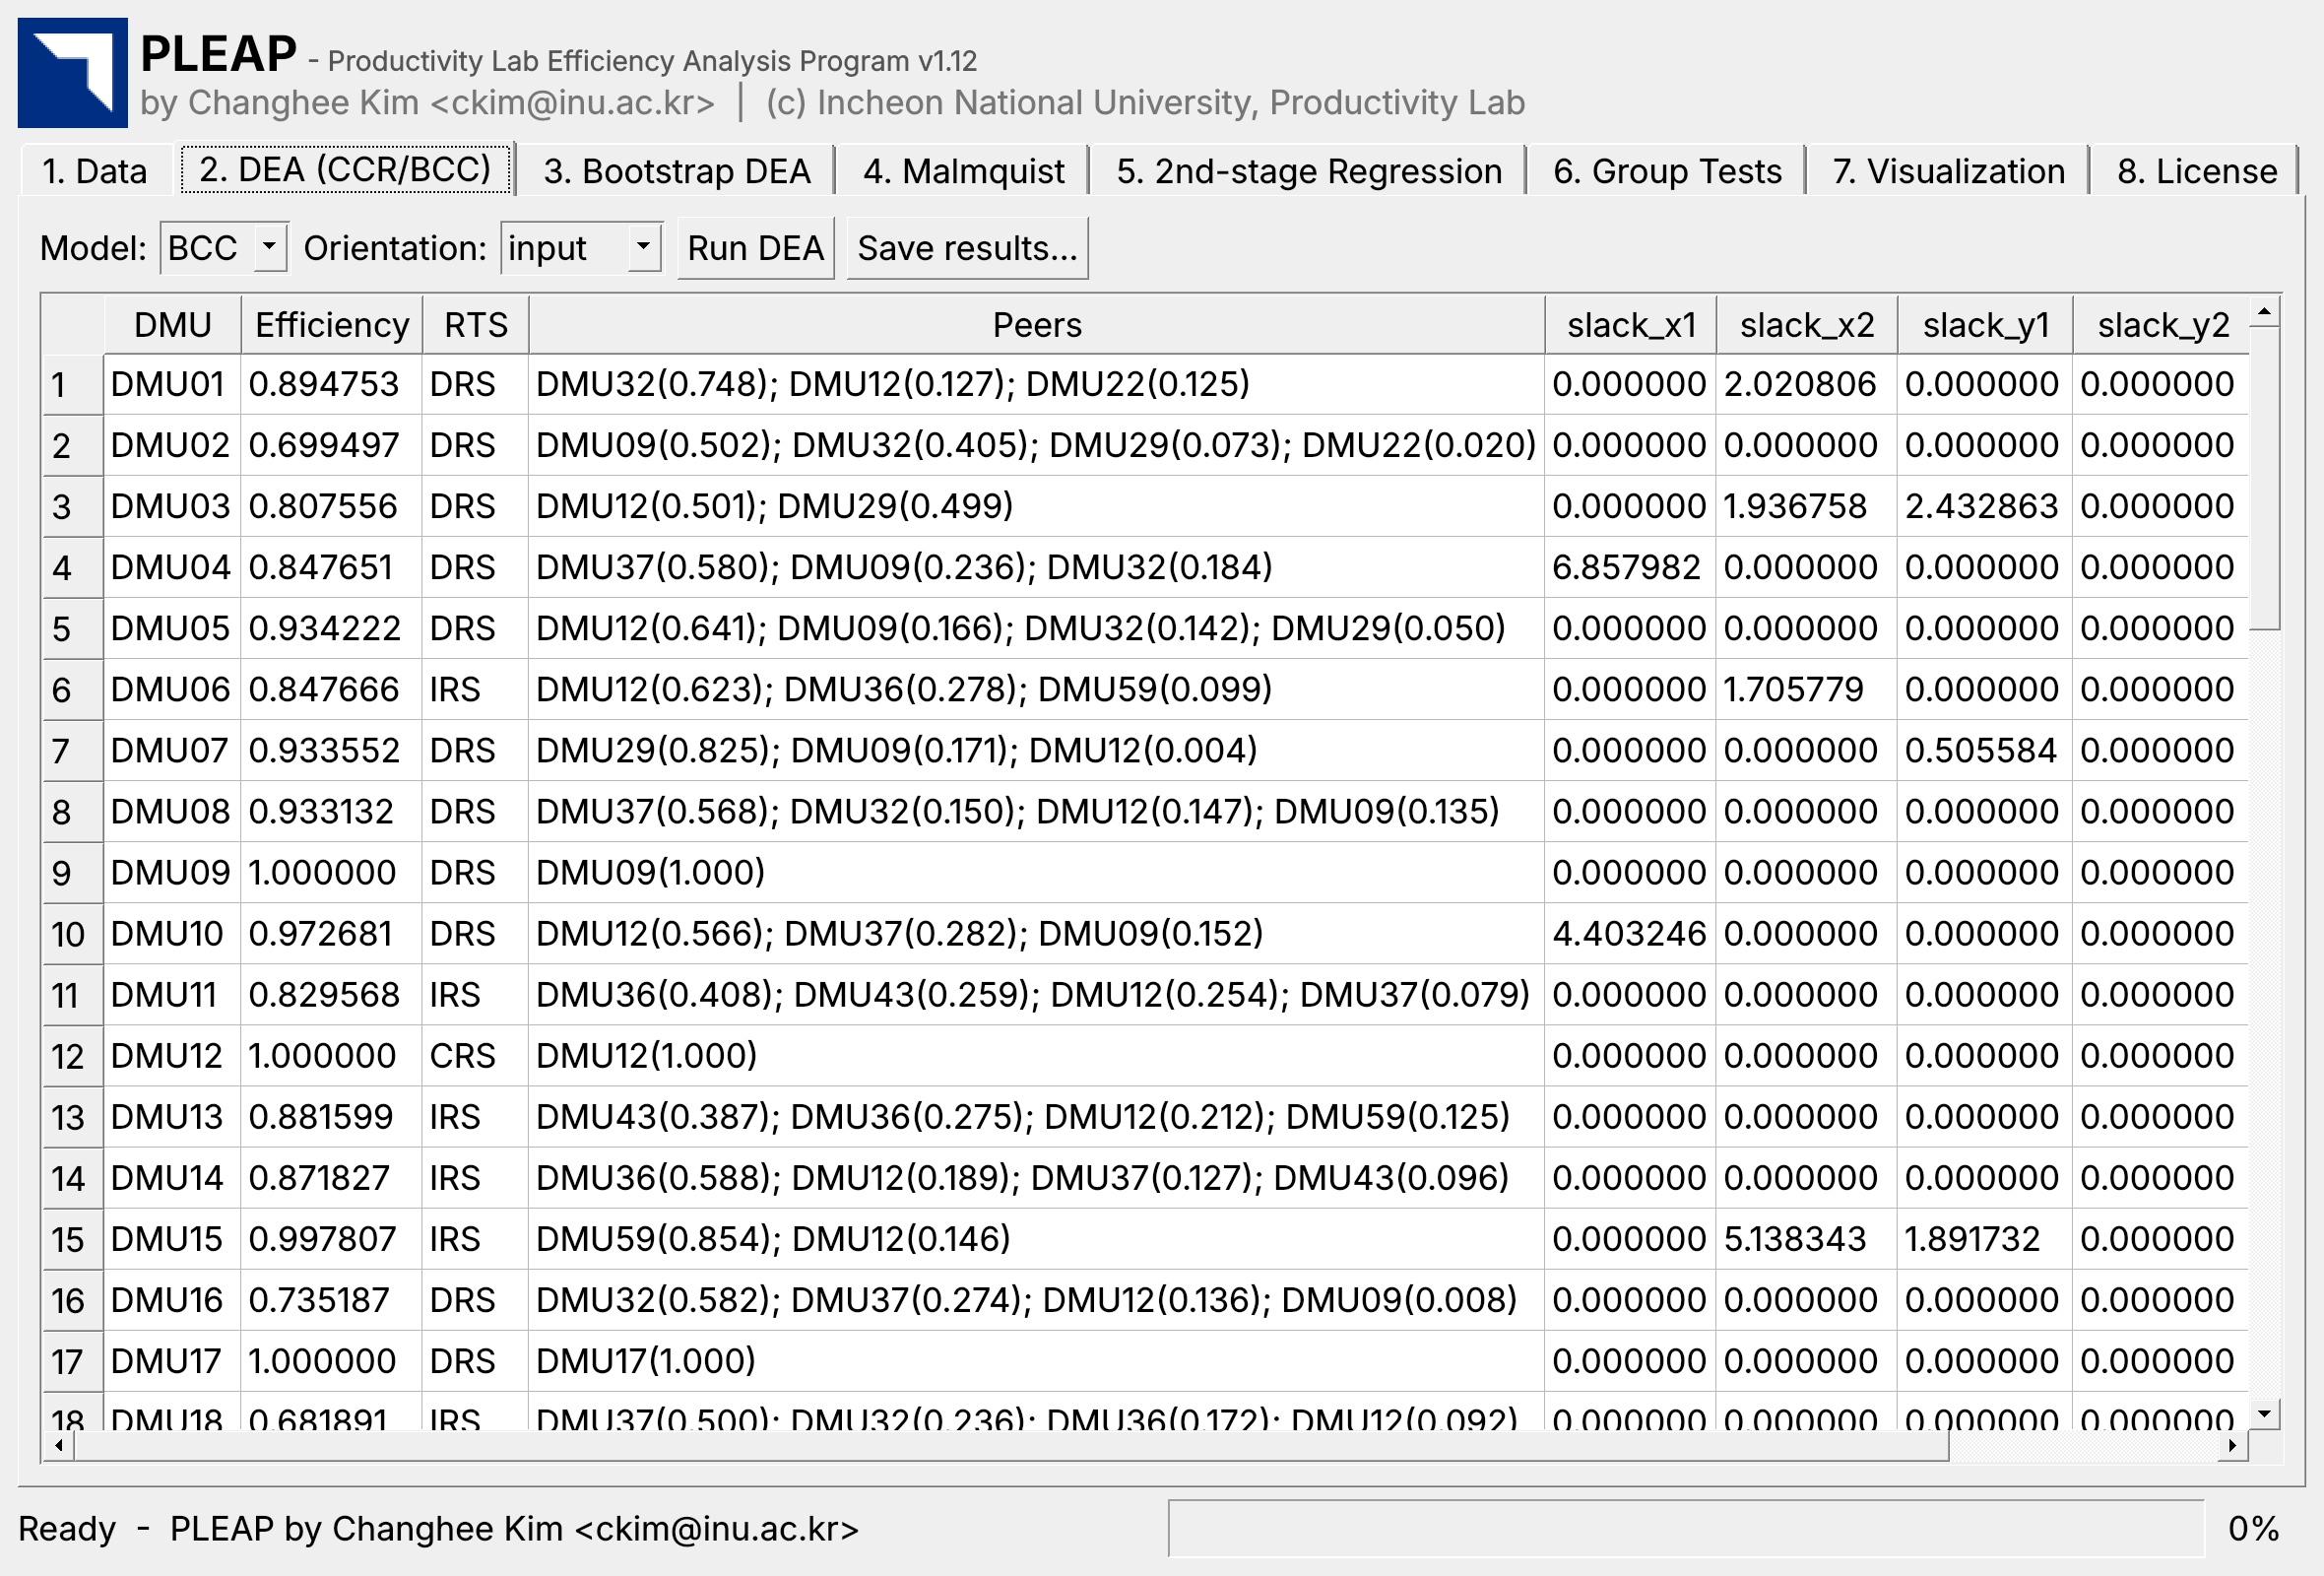 PLEAP - Productivity Lab Efficiency Analysis Program v1.12
by Changhee Kim <ckim@inu.ac.kr> | (c) Incheon National University, Productivity Lab
1. Data 2. DEA (CCR/BCC) 3. Bootstrap DEA 4. Malmquist 5. 2nd-stage Regression 6. Group Tests 7. Visualization 8. License
Model: BCC Orientation: input Run DEA Save results...
DMU Efficiency RTS Peers slack_x1 slack_x2 slack_y1 slack_y2
1 DMU01 0.894753 DRS DMU32(0.748); DMU12(0.127); DMU22(0.125) 0.000000 2.020806 0.000000 0.000000
2 DMU02 0.699497 DRS DMU09(0.502); DMU32(0.405); DMU29(0.073); DMU22(0.020) 0.000000 0.000000 0.000000 0.000000
3 DMU03 0.807556 DRS DMU12(0.501); DMU29(0.499) 0.000000 1.936758 2.432863 0.000000
4 DMU04 0.847651 DRS DMU37(0.580); DMU09(0.236); DMU32(0.184) 6.857982 0.000000 0.000000 0.000000
5 DMU05 0.934222 DRS DMU12(0.641); DMU09(0.166); DMU32(0.142); DMU29(0.050) 0.000000 0.000000 0.000000 0.000000
6 DMU06 0.847666 IRS DMU12(0.623); DMU36(0.278); DMU59(0.099) 0.000000 1.705779 0.000000 0.000000
7 DMU07 0.933552 DRS DMU29(0.825); DMU09(0.171); DMU12(0.004) 0.000000 0.000000 0.505584 0.000000
8 DMU08 0.933132 DRS DMU37(0.568); DMU32(0.150); DMU12(0.147); DMU09(0.135) 0.000000 0.000000 0.000000 0.000000
9 DMU09 1.000000 DRS DMU09(1.000) 0.000000 0.000000 0.000000 0.000000
10 DMU10 0.972681 DRS DMU12(0.566); DMU37(0.282); DMU09(0.152) 4.403246 0.000000 0.000000 0.000000
11 DMU11 0.829568 IRS DMU36(0.408); DMU43(0.259); DMU12(0.254); DMU37(0.079) 0.000000 0.000000 0.000000 0.000000
12 DMU12 1.000000 CRS DMU12(1.000) 0.000000 0.000000 0.000000 0.000000
13 DMU13 0.881599 IRS DMU43(0.387); DMU36(0.275); DMU12(0.212); DMU59(0.125) 0.000000 0.000000 0.000000 0.000000
14 DMU14 0.871827 IRS DMU36(0.588); DMU12(0.189); DMU37(0.127); DMU43(0.096) 0.000000 0.000000 0.000000 0.000000
15 DMU15 0.997807 IRS DMU59(0.854); DMU12(0.146) 0.000000 5.138343 1.891732 0.000000
16 DMU16 0.735187 DRS DMU32(0.582); DMU37(0.274); DMU12(0.136); DMU09(0.008) 0.000000 0.000000 0.000000 0.000000
17 DMU17 1.000000 DRS DMU17(1.000) 0.000000 0.000000 0.000000 0.000000
18 DMU18 0.681891 IRS DMU37(0.500); DMU32(0.236); DMU36(0.172); DMU12(0.092) 0.000000 0.000000 0.000000 0.000000
Ready - PLEAP by Changhee Kim <ckim@inu.ac.kr> 0%